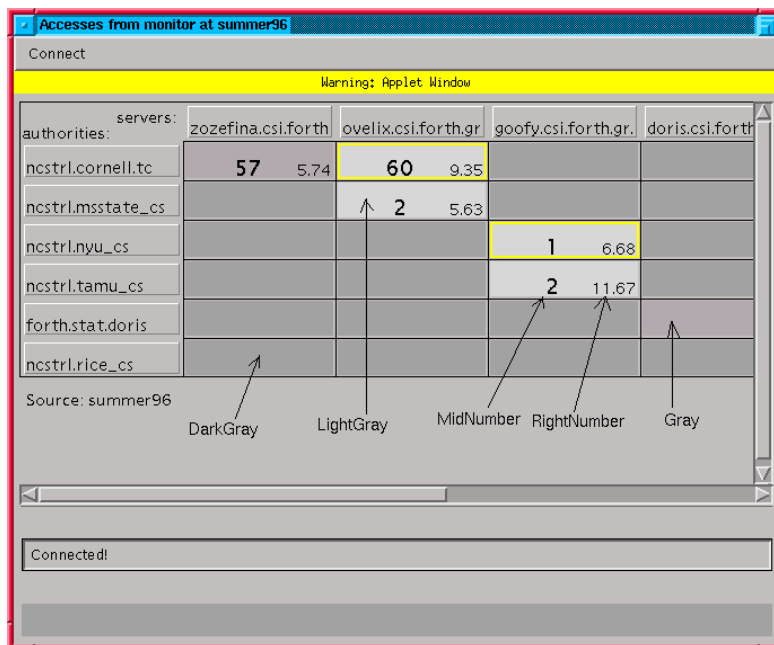 Accesses from monitor at summer96
Connect
Warning: Applet Window
servers:
authorities:
zozefina.csi.forth ovelix.csi.forth.gr goofy.csi.forth.gr. doris.csi.forth
ncstrl.cornell.tc 57 5.74 60 9.35
ncstrl.msstate_cs 2 5.63
ncstrl.nyu_cs 1 6.68
ncstrl.tamu_cs 2 11.67
forth.stat.doris
ncstrl.rice_cs
Source: summer96
DarkGray LightGray MidNumber RightNumber Gray
Connected!